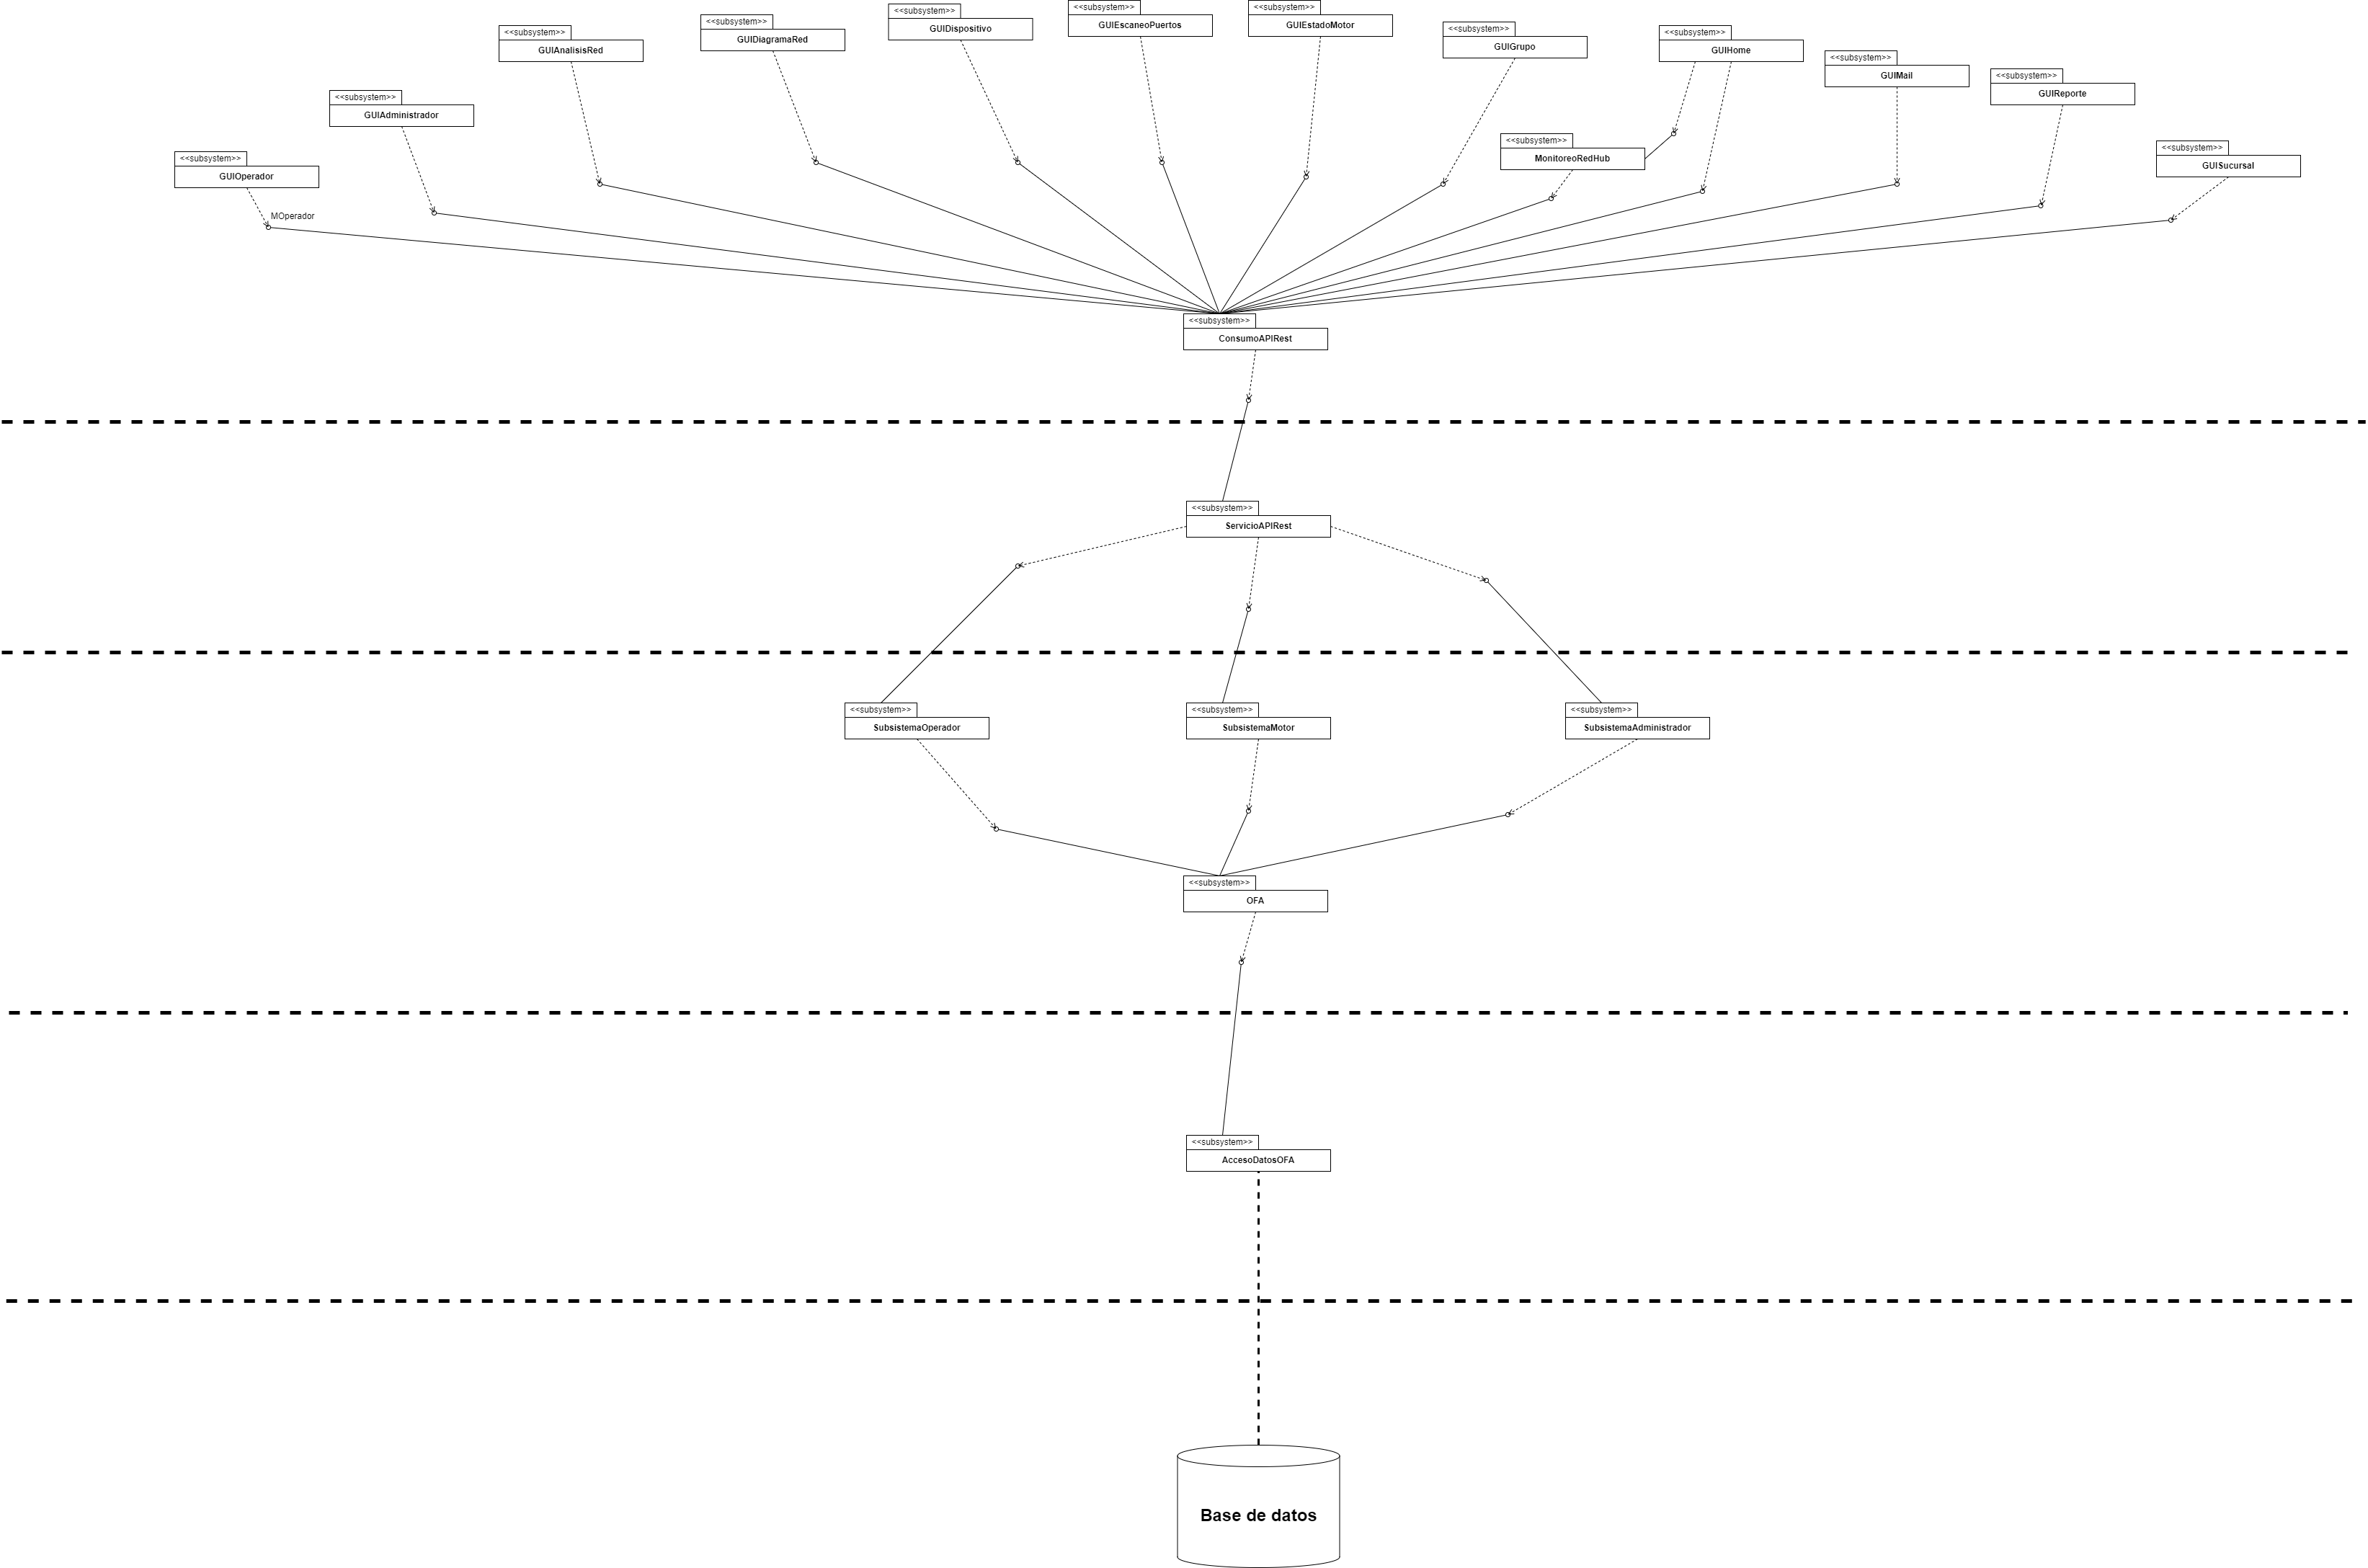 <<subsystem>>
GUIOperador
MOperador
<<subsystem>>
GUIAdministrador
<<subsystem>>
GUIAnalisisRed
<<subsystem>>
GUIDiagramaRed
<<subsystem>>
GUIDispositivo
<<subsystem>>
GUIEscaneoPuertos
<<subsystem>>
GUIEstadoMotor
<<subsystem>>
GUIGrupo
<<subsystem>>
MonitoreoRedHub
<<subsystem>>
GUIHome
<<subsystem>>
GUIMail
<<subsystem>>
GUIReporte
<<subsystem>>
GUISucursal
<<subsystem>>
ConsumoAPIRest
<<subsystem>>
ServicioAPIRest
<<subsystem>>
SubsistemaOperador
<<subsystem>>
SubsistemaMotor
<<subsystem>>
SubsistemaAdministrador
<<subsystem>>
OFA
<<subsystem>>
AccesoDatosOFA
Base de datos